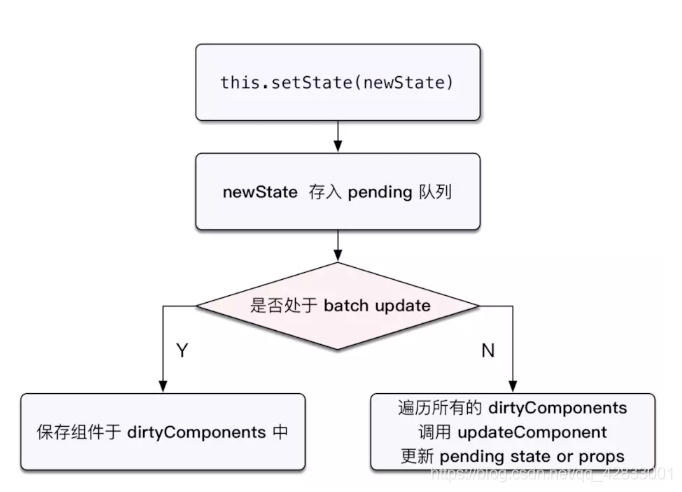 this.setState(newState)
newState 存入 pending 队列
是否处于 batch update
Y
N
保存组件于 dirtyComponents 中
遍历所有的 dirtyComponents
调用 updateComponent
更新 pending state or props
https://blog.csdn.net/qq_42833001